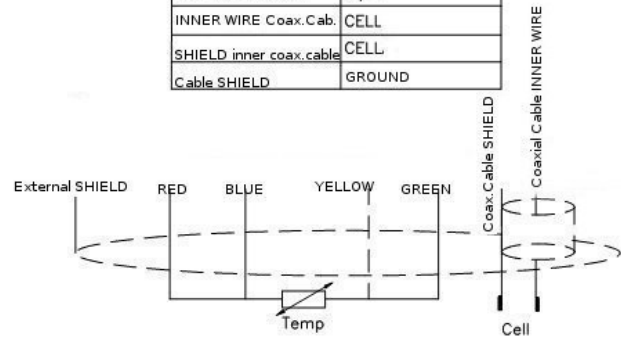 INNER WIRE Coax.Cab. CELL
SHIELD inner coax.cable CELL
Cable SHIELD GROUND
External SHIELD
RED
BLUE
YELLOW
GREEN
Coax.Cable SHIELD
Coaxial Cable INNER WIRE
Temp
Cell